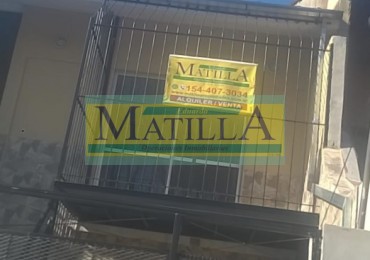 MATILLA
154-407-3034
ALQUILER / VENTA
MATILLA